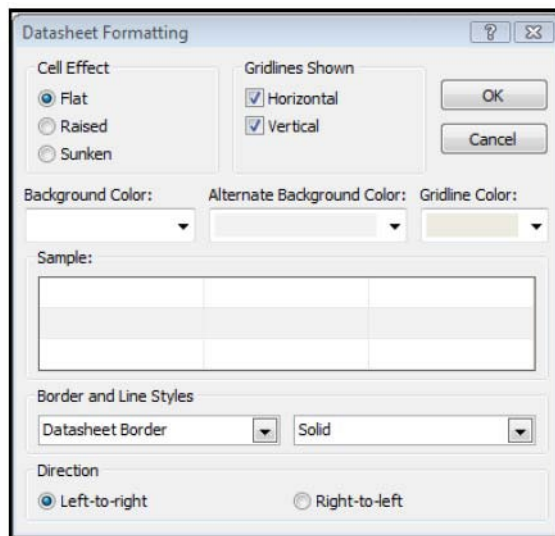 Datasheet Formatting
Cell Effect
Flat
Raised
Sunken
Gridlines Shown
Horizontal
Vertical
OK
Cancel
Background Color:
Alternate Background Color:
Gridline Color:
Sample:
Border and Line Styles
Datasheet Border
Solid
Direction
Left-to-right
Right-to-left